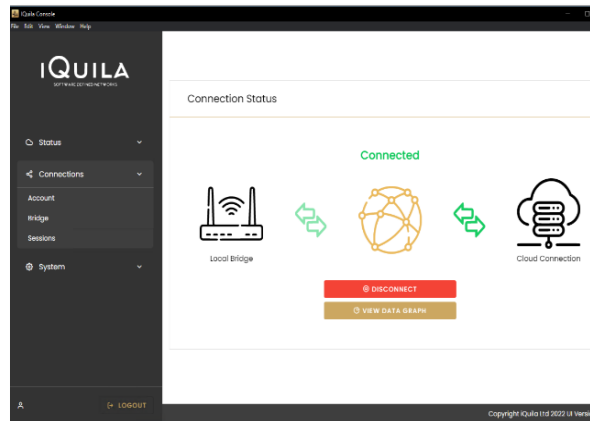 iQuila Console
File Edit View Window Help
IQUILA
SOFTWARE DEFINED NETWORKS
Connection Status
Status
Connected
Connections
Account
Bridge
Sessions
Local Bridge
Cloud Connection
System
DISCONNECT
VIEW DATA GRAPH
LOGOUT
Copyright iQuila Ltd 2022 UI Versi